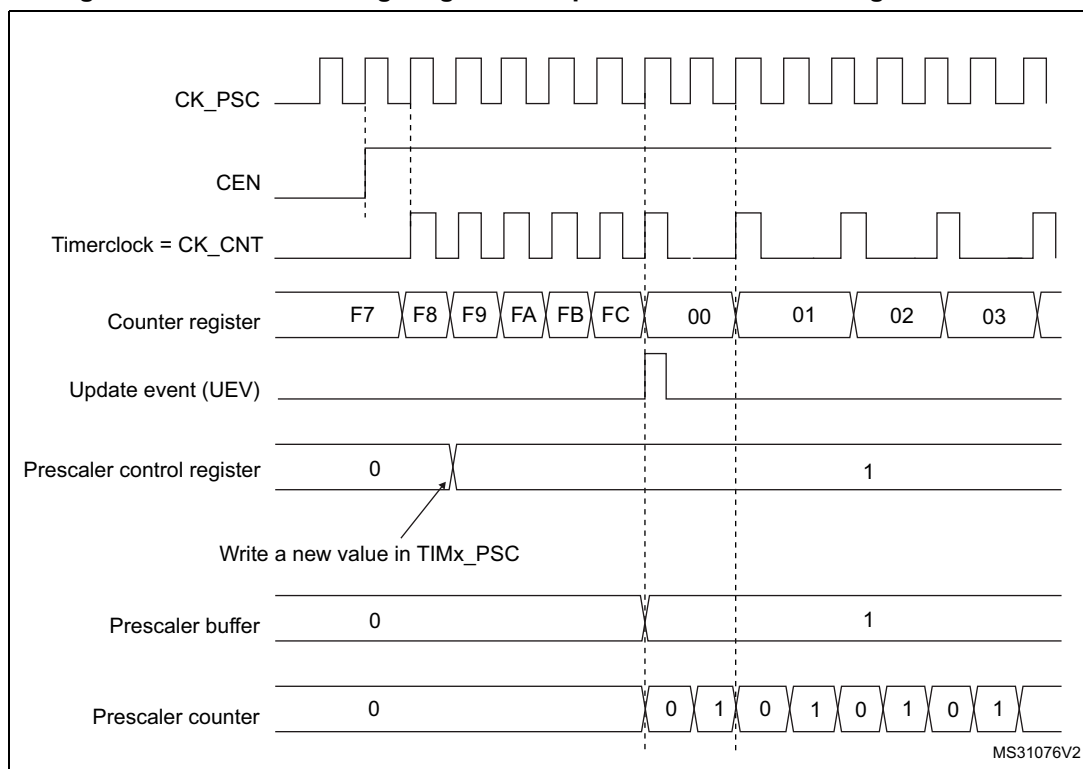 CK_PSC
CEN
Timerclock = CK_CNT
Counter register F7 F8 F9 FA FB FC 00 01 02 03
Update event (UEV)
Prescaler control register 0 1
Write a new value in TIMx_PSC
Prescaler buffer 0 1
Prescaler counter 0 0 1 0 1 0 1 0 1
MS31076V2